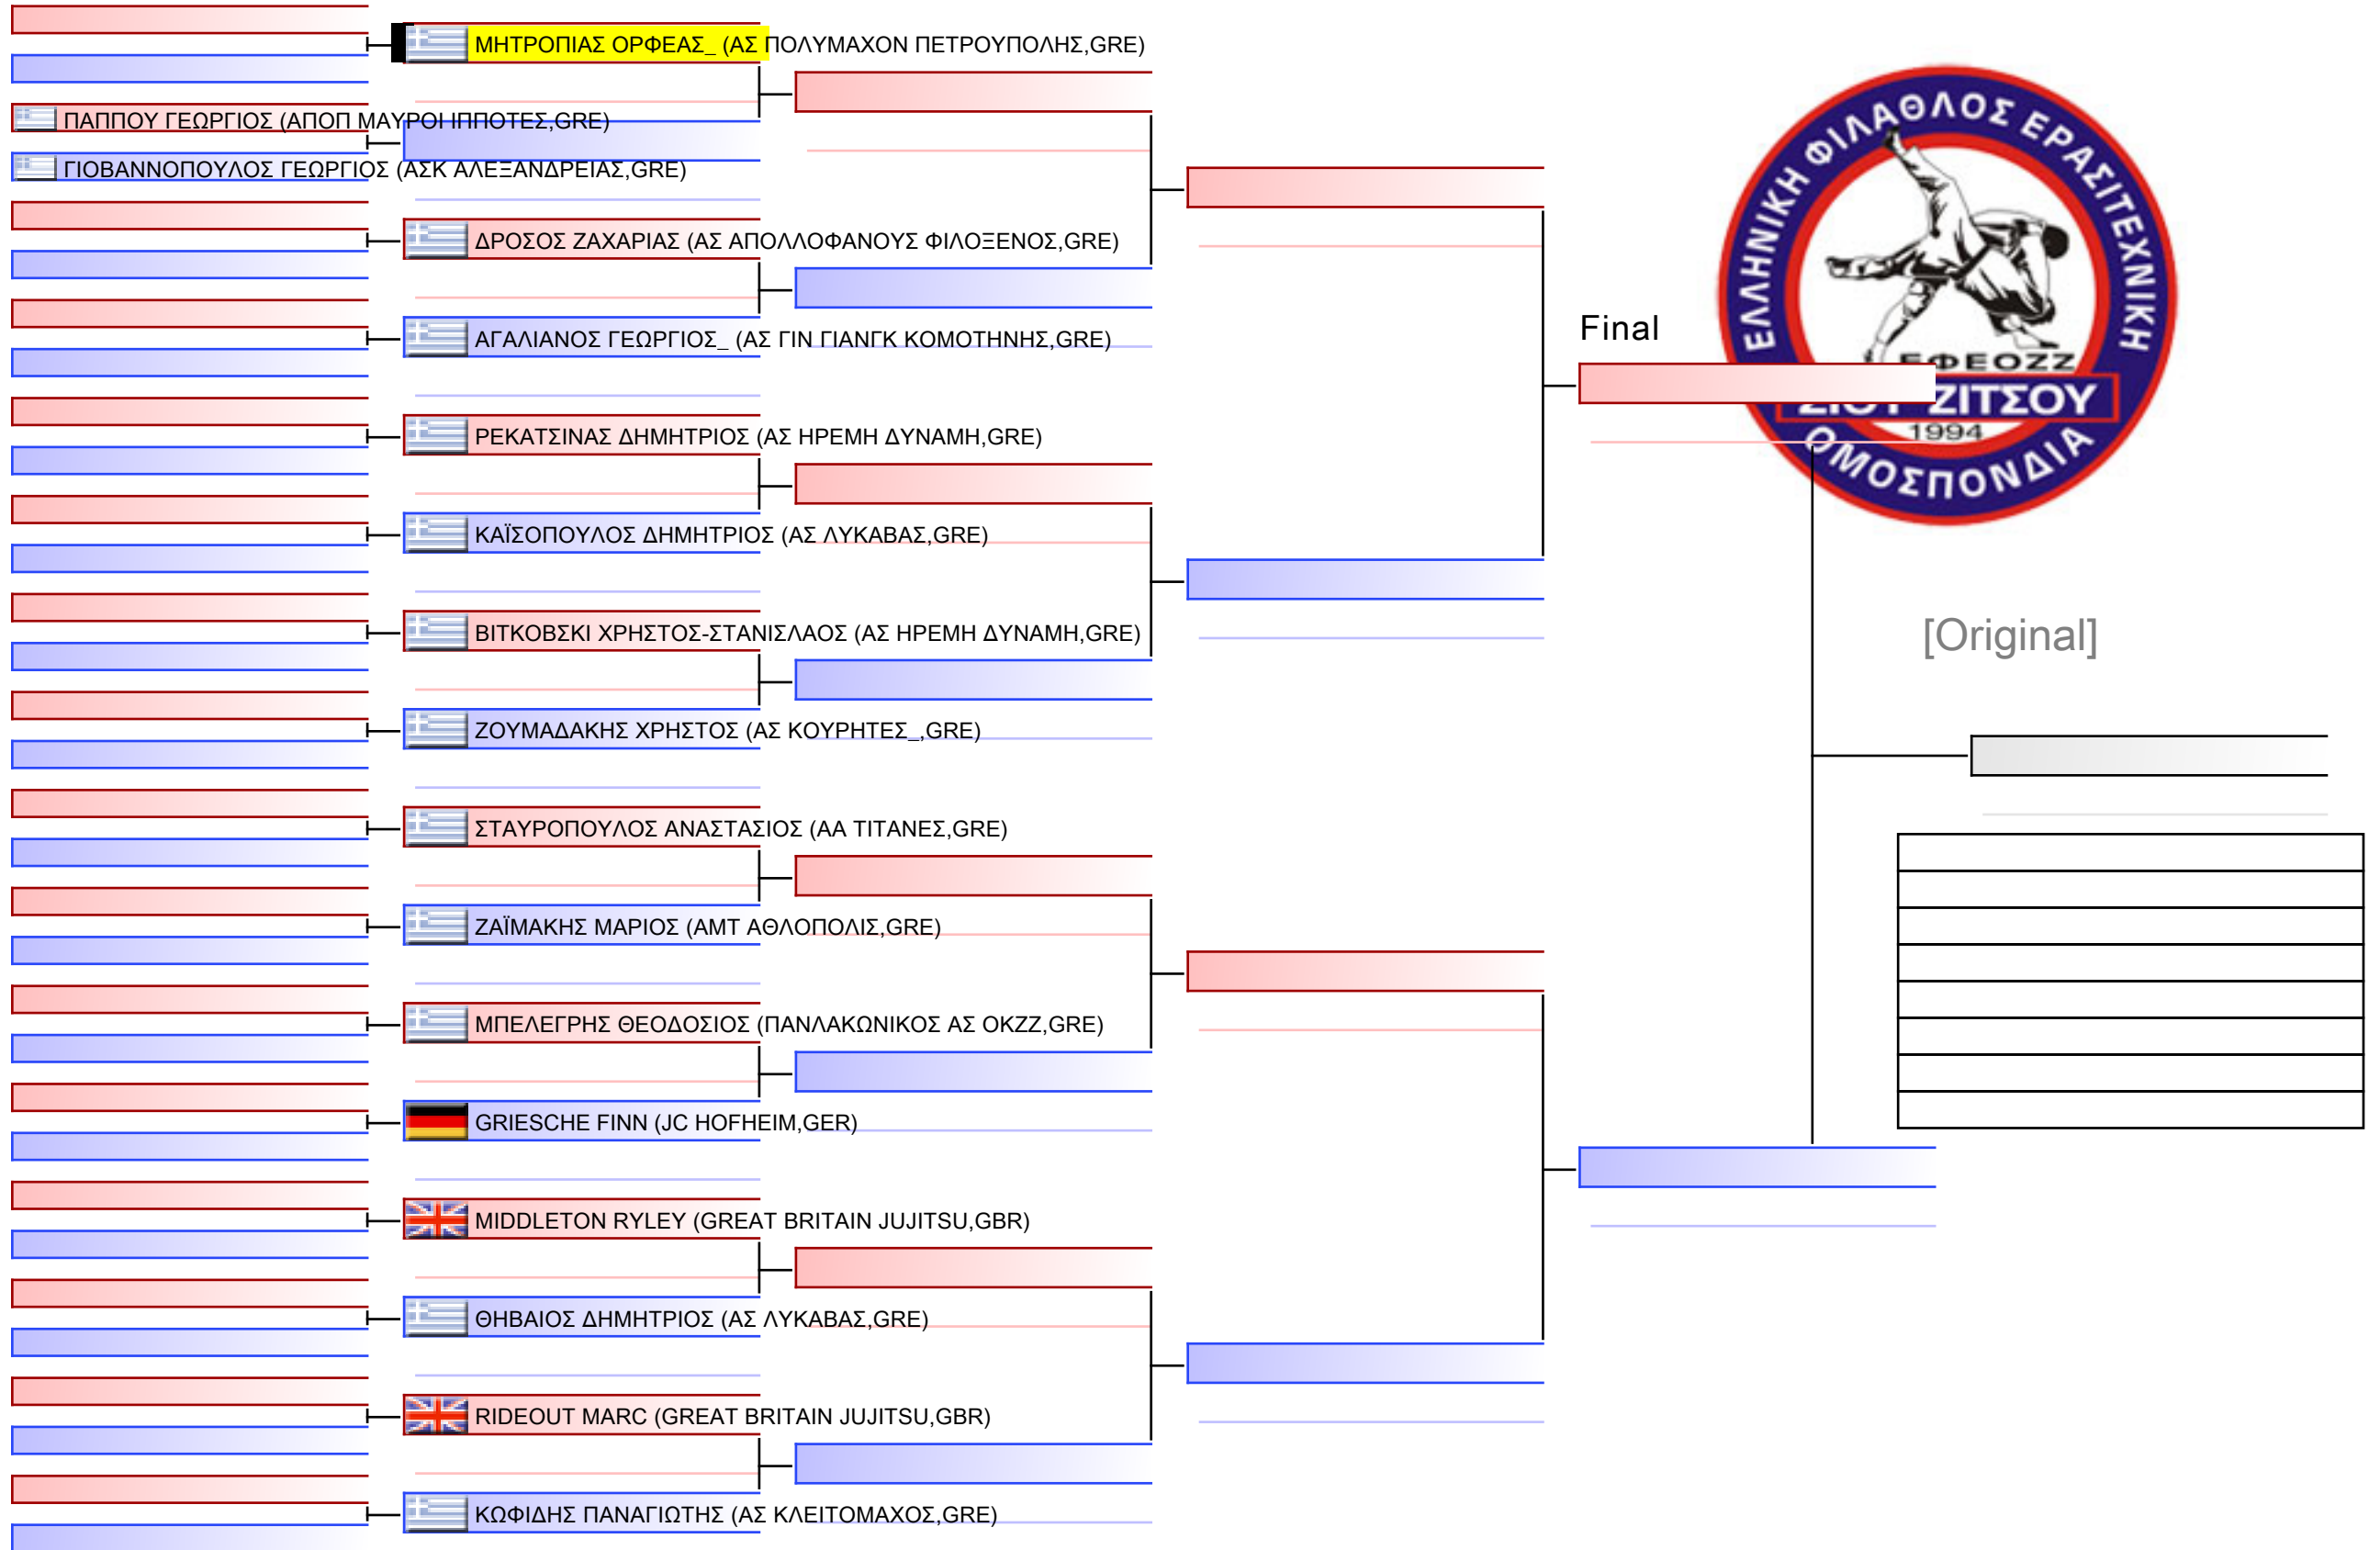 ΜΗΤΡΟΠΙΑΣ ΟΡΦΕΑΣ_ (ΑΣ ΠΟΛΥΜΑΧΟΝ ΠΕΤΡΟΥΠΟΛΗΣ,GRE)
ΠΑΠΠΟΥ ΓΕΩΡΓΙΟΣ (ΑΠΟΠ ΜΑΥΡΟΙ ΙΠΠΟΤΕΣ,GRE)
ΓΙΟΒΑΝΝΟΠΟΥΛΟΣ ΓΕΩΡΓΙΟΣ (ΑΣΚ ΑΛΕΞΑΝΔΡΕΙΑΣ,GRE)
ΔΡΟΣΟΣ ΖΑΧΑΡΙΑΣ (ΑΣ ΑΠΟΛΛΟΦΑΝΟΥΣ ΦΙΛΟΞΕΝΟΣ,GRE)
ΑΓΑΛΙΑΝΟΣ ΓΕΩΡΓΙΟΣ_ (ΑΣ ΓΙΝ ΓΙΑΝΓΚ ΚΟΜΟΤΗΝΗΣ,GRE)
ΡΕΚΑΤΣΙΝΑΣ ΔΗΜΗΤΡΙΟΣ (ΑΣ ΗΡΕΜΗ ΔΥΝΑΜΗ,GRE)
ΚΑΪΣΟΠΟΥΛΟΣ ΔΗΜΗΤΡΙΟΣ (ΑΣ ΛΥΚΑΒΑΣ,GRE)
ΒΙΤΚΟΒΣΚΙ ΧΡΗΣΤΟΣ-ΣΤΑΝΙΣΛΑΟΣ (ΑΣ ΗΡΕΜΗ ΔΥΝΑΜΗ,GRE)
ΖΟΥΜΑΔΑΚΗΣ ΧΡΗΣΤΟΣ (ΑΣ ΚΟΥΡΗΤΕΣ_,GRE)
ΣΤΑΥΡΟΠΟΥΛΟΣ ΑΝΑΣΤΑΣΙΟΣ (ΑΑ ΤΙΤΑΝΕΣ,GRE)
ΖΑΪΜΑΚΗΣ ΜΑΡΙΟΣ (ΑΜΤ ΑΘΛΟΠΟΛΙΣ,GRE)
ΜΠΕΛΕΓΡΗΣ ΘΕΟΔΟΣΙΟΣ (ΠΑΝΛΑΚΩΝΙΚΟΣ ΑΣ ΟΚΖΖ,GRE)
GRIESCHE FINN (JC HOFHEIM,GER)
MIDDLETON RYLEY (GREAT BRITAIN JUJITSU,GBR)
ΘΗΒΑΙΟΣ ΔΗΜΗΤΡΙΟΣ (ΑΣ ΛΥΚΑΒΑΣ,GRE)
RIDEOUT MARC (GREAT BRITAIN JUJITSU,GBR)
ΚΩΦΙΔΗΣ ΠΑΝΑΓΙΩΤΗΣ (ΑΣ ΚΛΕΙΤΟΜΑΧΟΣ,GRE)
Final
ΕΛΛΗΝΙΚΗ ΦΙΛΑΘΛΟΣ ΕΡΑΣΙΤΕΧΝΙΚΗ
ΕΦΕΟΖΖ
ΖΙΤΣΟΥ
1994
ΟΜΟΣΠΟΝΔΙΑ
[Original]